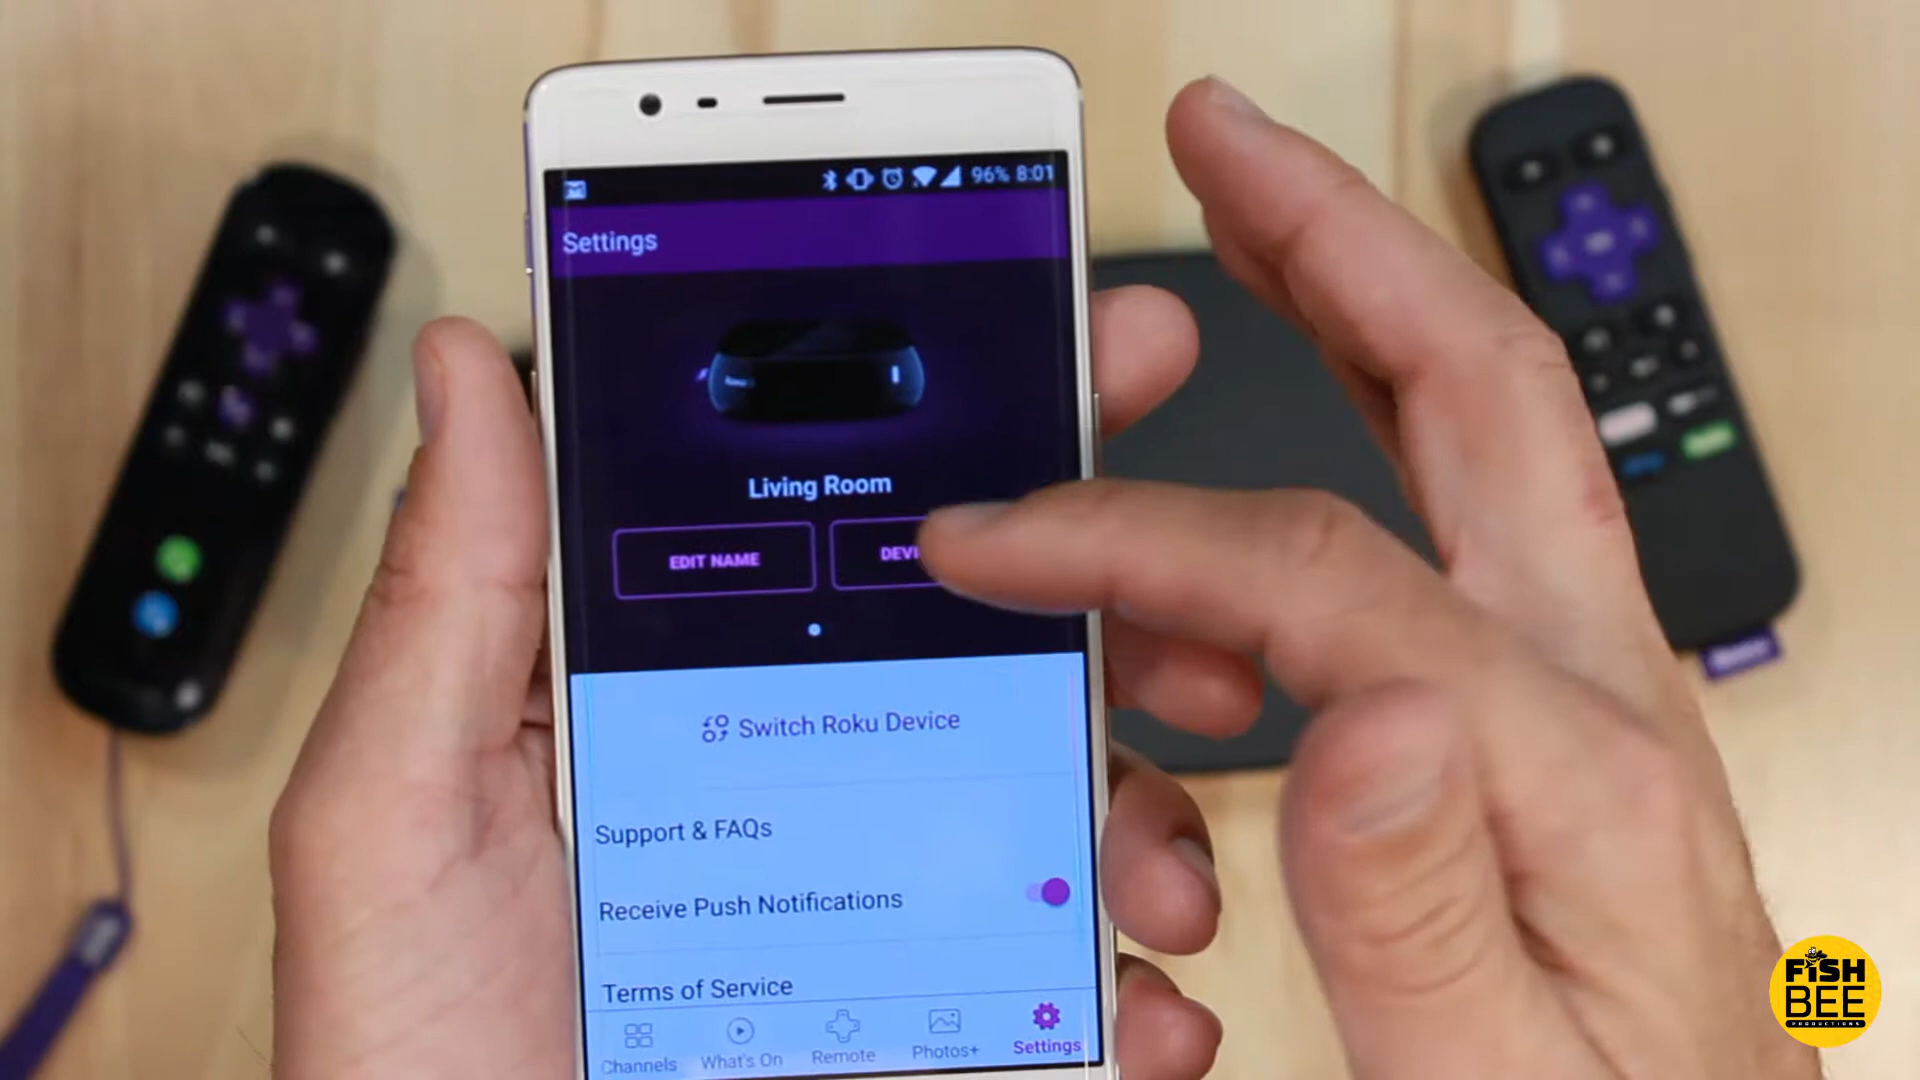 96% 8:01
Settings
Living Room
EDIT NAME
DEVI
Switch Roku Device
Support & FAQs
Receive Push Notifications
Terms of Service
Channels
What's On
Remote
Photos+
Settings
FISH
BEE
PRODUCTIONS